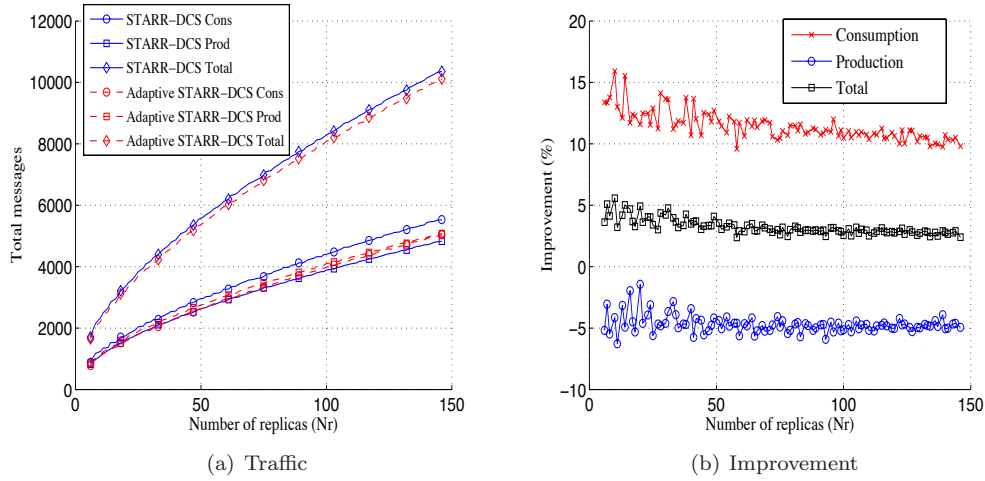 12000
10000
8000
6000
4000
2000
0
0
50
100
150
Total messages
Number of replicas (Nr)
STARR−DCS Cons
STARR−DCS Prod
STARR−DCS Total
Adaptive STARR−DCS Cons
Adaptive STARR−DCS Prod
Adaptive STARR−DCS Total
(a) Traffic
20
15
10
5
0
−5
−10
0
50
100
150
Improvement (%)
Number of replicas (Nr)
Consumption
Production
Total
(b) Improvement